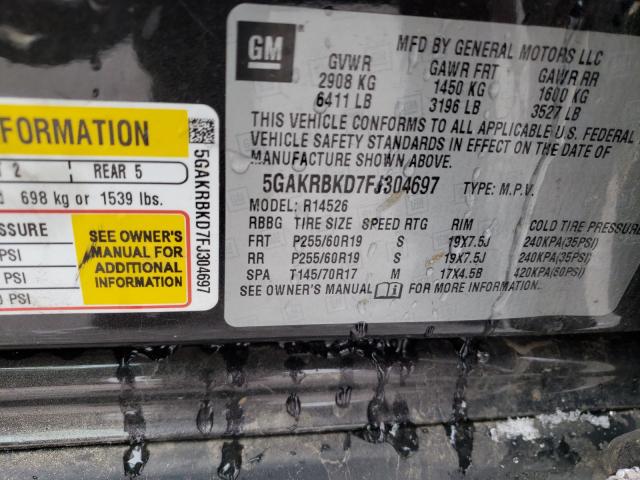 GM
MFD BY GENERAL MOTORS LLC
GVWR GAWR FRT GAWR RR
2908 KG 1450 KG 1600 KG
6411 LB 3196 LB 3527 LB
THIS VEHICLE CONFORMS TO ALL APPLICABLE U.S. FEDERAL
VEHICLE SAFETY STANDARDS IN EFFECT ON THE DATE O
MANUFACTURE SHOWN ABOVE.
5GAKRBKD7FJ304697 TYPE: M.P.V.
MODEL: R14526
RBBG TIRE SIZE SPEED RTG RIM COLD TIRE PRESSURE
FRT P255/60R19 S 19X7.5J 240KPA(35PSI)
RR P255/60R19 S 19X7.5J 240KPA(35PSI)
SPA T145/70R17 M 17X4.5B 420KPA(60PSI)
SEE OWNER'S MANUAL FOR MORE INFORMATION.
FORMATION
2 REAR 5
698 kg or 1539 lbs.
SSURE
PSI
PSI
PSI
SEE OWNER'S
MANUAL FOR
ADDITIONAL
INFORMATION
5GAKRBKD7FJ304697